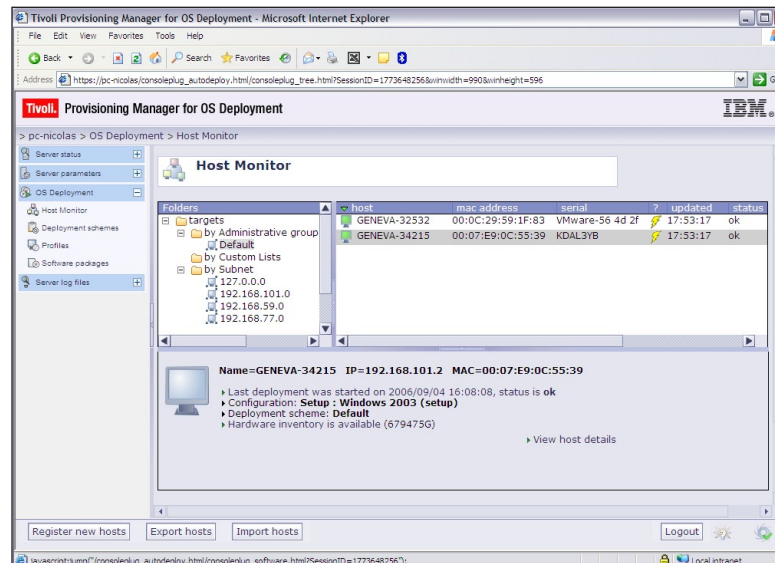 Tivoli Provisioning Manager for OS Deployment - Microsoft Internet Explorer
File Edit View Favorites Tools Help
Back Search Favorites
Address https://pc-nicolas/consoleplug_autodeploy.html/consoleplug_tree.html?SessionID=1773648256&winwidth=990&winheight=596
Tivoli. Provisioning Manager for OS Deployment
IBM
> pc-nicolas > OS Deployment > Host Monitor
Server status
Server parameters
OS Deployment
Host Monitor
Deployment schemes
Profiles
Software packages
Server log files
Host Monitor
Folders
targets
by Administrative group
Default
by Custom Lists
by Subnet
127.0.0.0
192.168.101.0
192.168.59.0
192.168.77.0
host mac address serial ? updated status
GENEVA-32532 00:0C:29:59:1F:83 VMware-56 4d 2f 17:53:17 ok
GENEVA-34215 00:07:E9:0C:55:39 KDAL3YB 17:53:17 ok
Name=GENEVA-34215 IP=192.168.101.2 MAC=00:07:E9:0C:55:39
Last deployment was started on 2006/09/04 16:08:08, status is ok
Configuration: Setup : Windows 2003 (setup)
Deployment scheme: Default
Hardware inventory is available (679475G)
View host details
Register new hosts Export hosts Import hosts Logout
javascript:jump("/consoleplug_autodeploy.html/consoleplug_software.html?SessionID=1773648256"); Local intranet